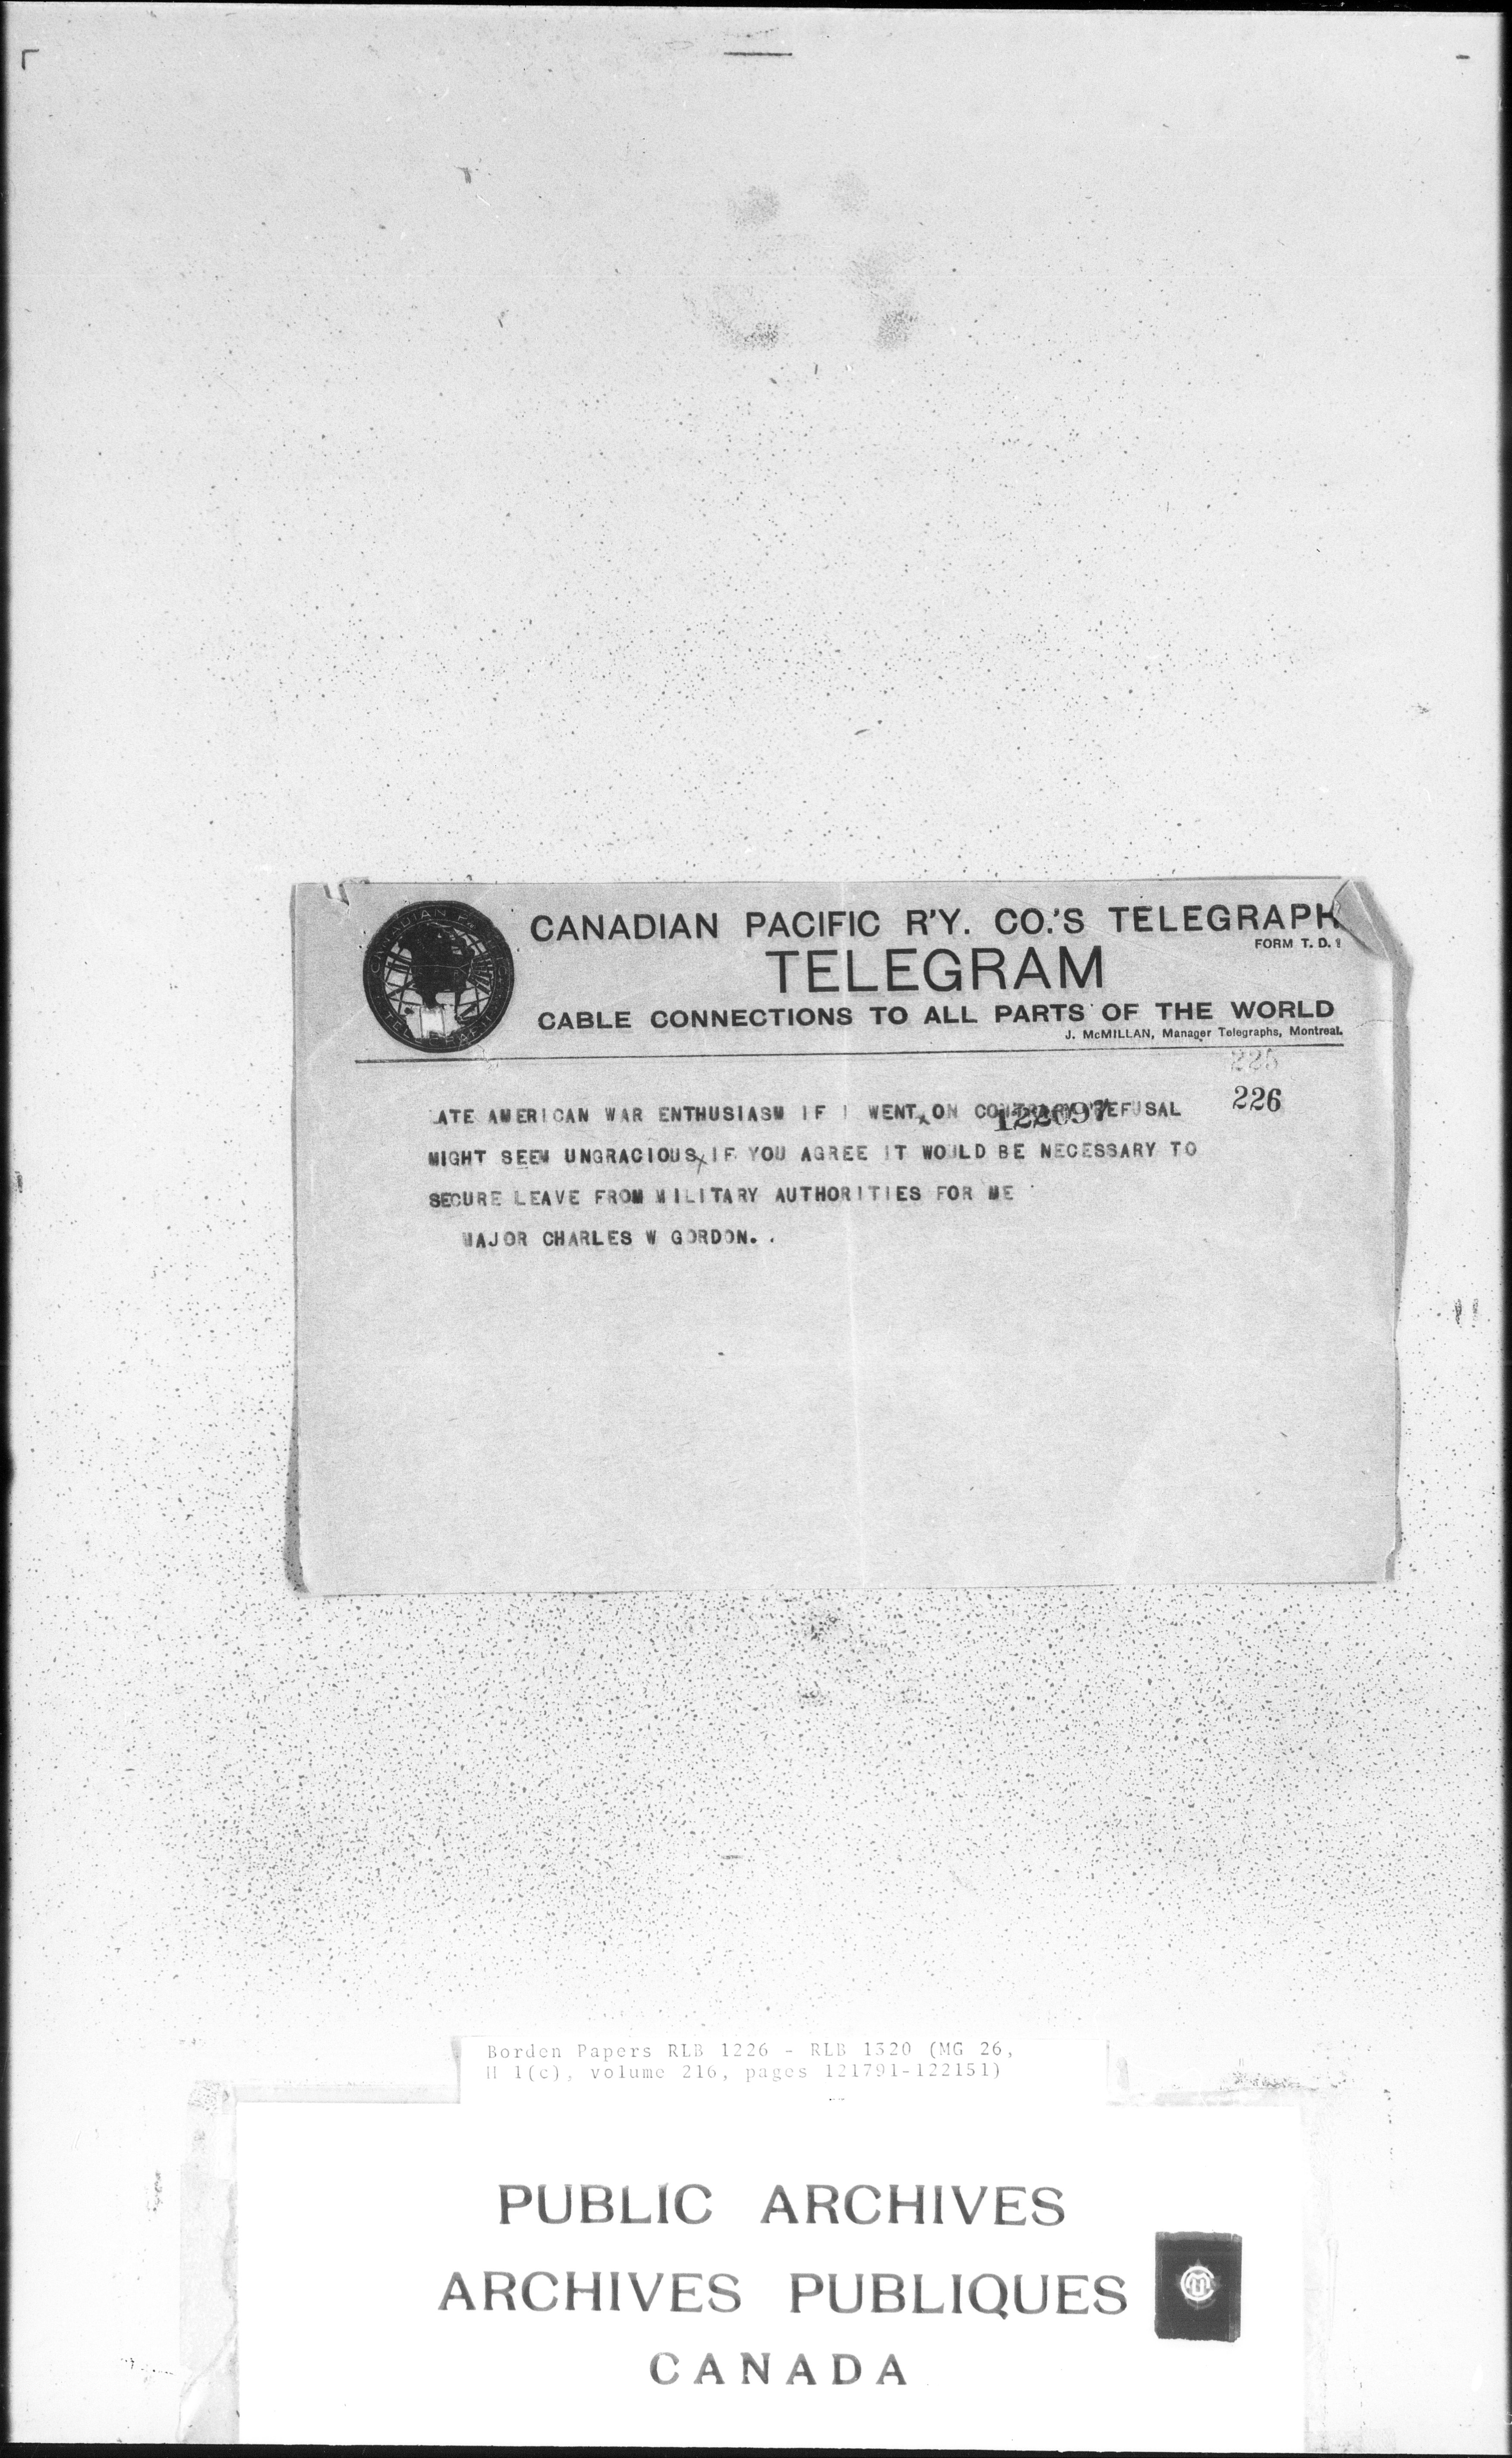 CANADIAN PACIFIC R'Y. CO.'S TELEGRAPH
FORM T. D. 1
TELEGRAM
CABLE CONNECTIONS TO ALL PARTS OF THE WORLD
J. McMILLAN, Manager Telegraphs, Montreal.
225
226
ATE AMERICAN WAR ENTHUSIASM IF I WENT x ON CONTRARY REFUSAL
122097
MIGHT SEEM UNGRACIOUS x IF YOU AGREE IT WOULD BE NECESSARY TO
SECURE LEAVE FROM MILITARY AUTHORITIES FOR ME
MAJOR CHARLES W GORDON. .
Borden Papers RLB 1226 - RLB 1320 (MG 26,
H 1(c), volume 216, pages 121791-122151)
PUBLIC ARCHIVES
ARCHIVES PUBLIQUES
CANADA